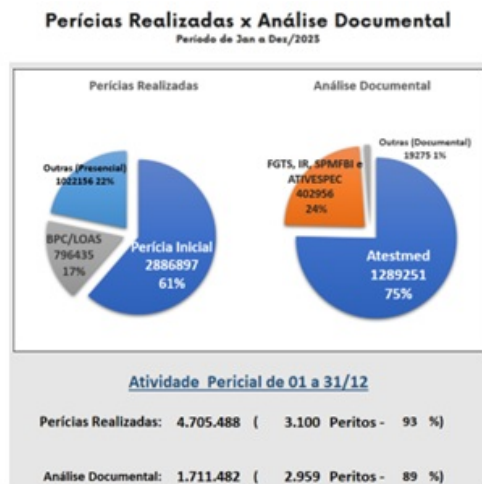 Perícias Realizadas x Análise Documental
Período de Jan a Dez/2025
Perícias Realizadas
Outras (Presencial)
1022156 22%
BPC/LOAS
796435
17%
Perícia Inicial
2886897
61%
Análise Documental
Outras (Documental)
19275 1%
FGTS, IR, SPMFBI e
ATIVESPEC
402956
24%
Atestmed
1289251
75%
Atividade Pericial de 01 a 31/12
Perícias Realizadas: 4.705.488 ( 3.100 Peritos - 93 %)
Análise Documental: 1.711.482 ( 2.959 Peritos - 89 %)